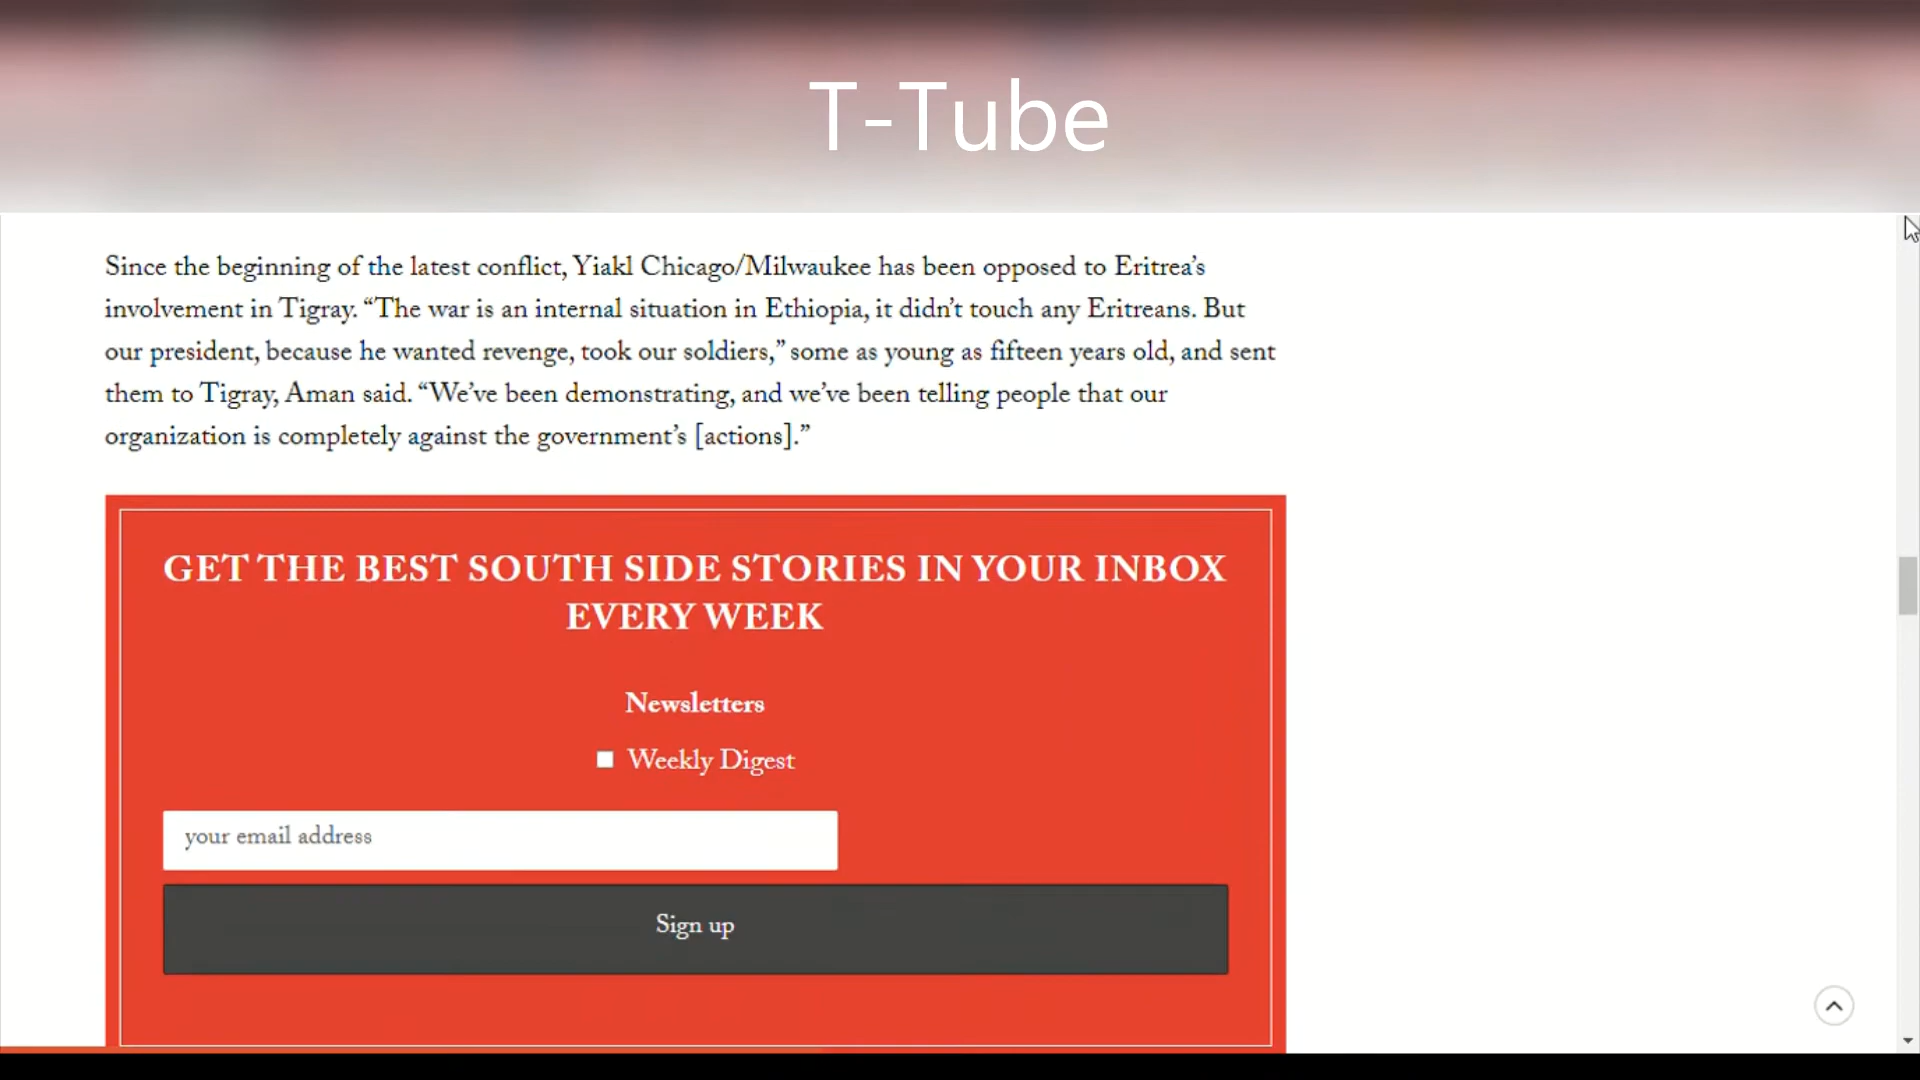 T-Tube
Since the beginning of the latest conflict, Yiakl Chicago/Milwaukee has been opposed to Eritrea’s
involvement in Tigray. “The war is an internal situation in Ethiopia, it didn’t touch any Eritreans. But
our president, because he wanted revenge, took our soldiers,” some as young as fifteen years old, and sent
them to Tigray, Aman said. “We’ve been demonstrating, and we’ve been telling people that our
organization is completely against the government’s [actions].”
GET THE BEST SOUTH SIDE STORIES IN YOUR INBOX
EVERY WEEK
Newsletters
Weekly Digest
your email address
Sign up